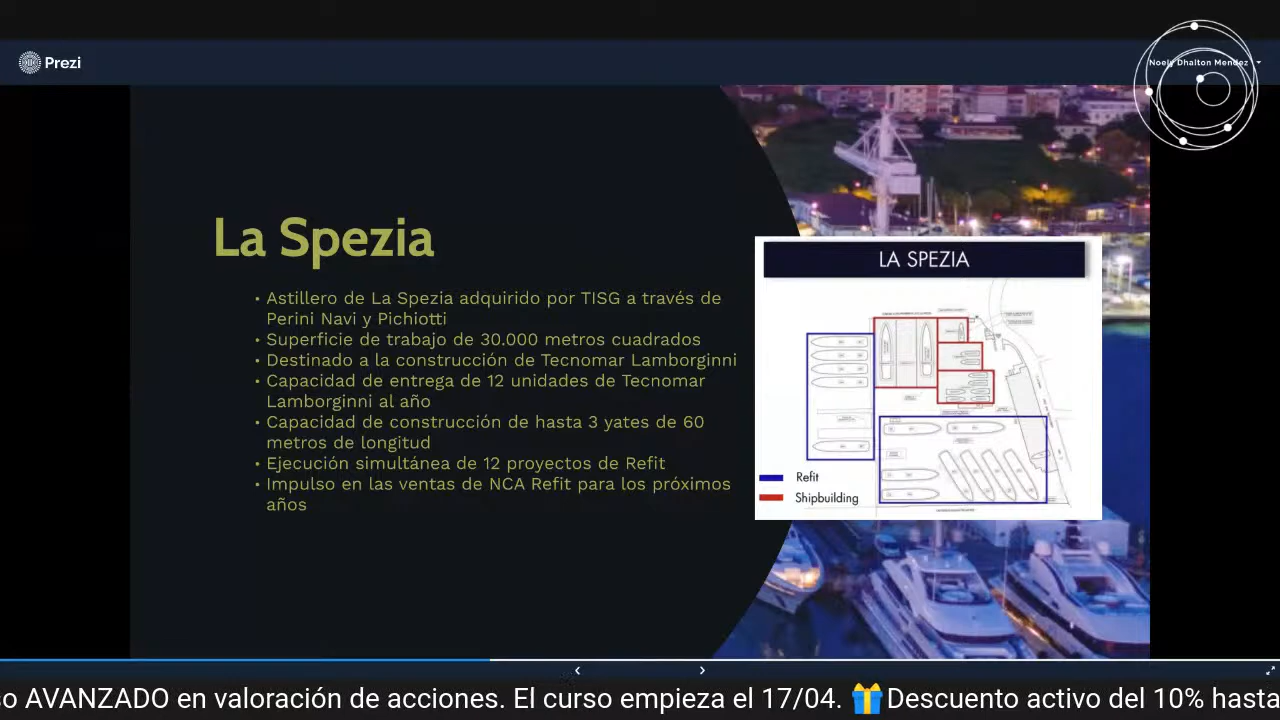 Prezi
Noely Dhalton Mendez
La Spezia
• Astillero de La Spezia adquirido por TISG a través de
Perini Navi y Pichiotti
• Superficie de trabajo de 30.000 metros cuadrados
• Destinado a la construcción de Tecnomar Lamborginni
• Capacidad de entrega de 12 unidades de Tecnomar
Lamborginni al año
• Capacidad de construcción de hasta 3 yates de 60
metros de longitud
• Ejecución simultánea de 12 proyectos de Refit
• Impulso en las ventas de NCA Refit para los próximos
años
LA SPEZIA
Refit
Shipbuilding
so AVANZADO en valoración de acciones. El curso empieza el 17/04. 🎁Descuento activo del 10% hasta